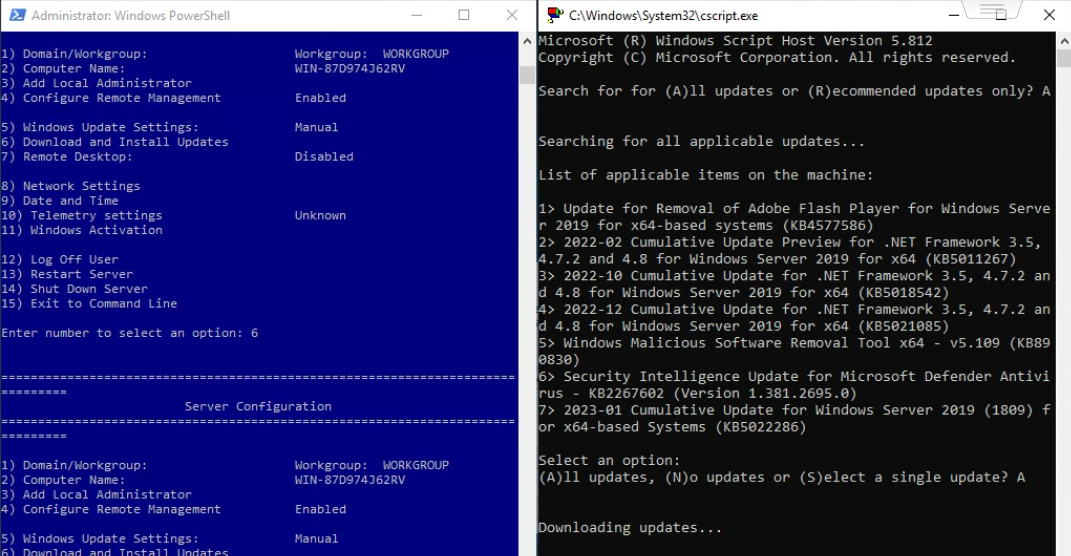 Administrator: Windows PowerShell
1) Domain/Workgroup: Workgroup: WORKGROUP
2) Computer Name: WIN-87D974J62RV
3) Add Local Administrator
4) Configure Remote Management Enabled
5) Windows Update Settings: Manual
6) Download and Install Updates
7) Remote Desktop: Disabled
8) Network Settings
9) Date and Time
10) Telemetry settings Unknown
11) Windows Activation
12) Log Off User
13) Restart Server
14) Shut Down Server
15) Exit to Command Line
Enter number to select an option: 6
===============================================================================
=========
Server Configuration
===============================================================================
=========
1) Domain/Workgroup: Workgroup: WORKGROUP
2) Computer Name: WIN-87D974J62RV
3) Add Local Administrator
4) Configure Remote Management Enabled
5) Windows Update Settings: Manual
6) Download and Install Updates
C:\Windows\System32\cscript.exe
Microsoft (R) Windows Script Host Version 5.812
Copyright (C) Microsoft Corporation. All rights reserved.
Search for for (A)ll updates or (R)ecommended updates only? A
Searching for all applicable updates...
List of applicable items on the machine:
1> Update for Removal of Adobe Flash Player for Windows Serve
r 2019 for x64-based systems (KB4577586)
2> 2022-02 Cumulative Update Preview for .NET Framework 3.5,
4.7.2 and 4.8 for Windows Server 2019 for x64 (KB5011267)
3> 2022-10 Cumulative Update for .NET Framework 3.5, 4.7.2 an
d 4.8 for Windows Server 2019 for x64 (KB5018542)
4> 2022-12 Cumulative Update for .NET Framework 3.5, 4.7.2 an
d 4.8 for Windows Server 2019 for x64 (KB5021085)
5> Windows Malicious Software Removal Tool x64 - v5.109 (KB89
0830)
6> Security Intelligence Update for Microsoft Defender Antivi
rus - KB2267602 (Version 1.381.2695.0)
7> 2023-01 Cumulative Update for Windows Server 2019 (1809) f
or x64-based Systems (KB5022286)
Select an option:
(A)ll updates, (N)o updates or (S)elect a single update? A
Downloading updates...